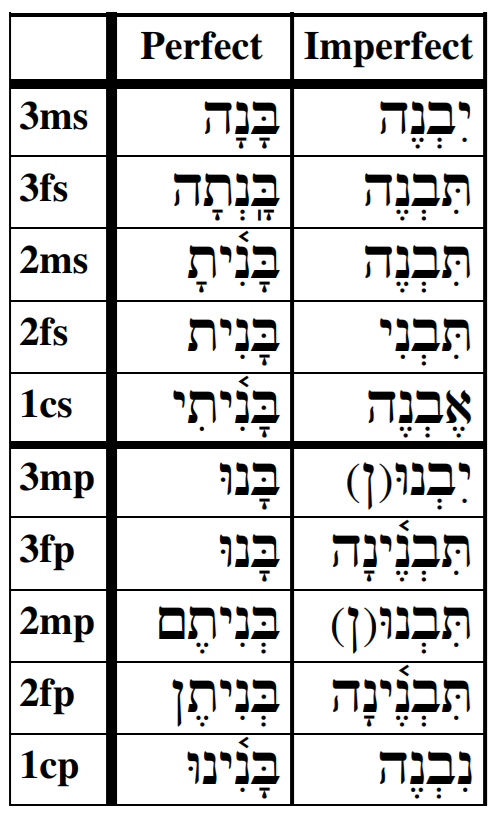 Perfect Imperfect
3ms בָּנָה יִבְנֶה
3fs בָּֽנְתָה תִּבְנֶה
2ms בָּנִ֫יתָ תִּבְנֶה
2fs בָּנִית תִּבְנִי
1cs בָּנִ֫יתִי אֶבְנֶה
3mp בָּנוּ יִבְנוּ(ן)
3fp בָּנוּ תִּבְנֶ֫ינָה
2mp בְּנִיתֶם תִּבְנוּ(ן)
2fp בְּנִיתֶן תִּבְנֶ֫ינָה
1cp בָּנִ֫ינוּ נִבְנֶה